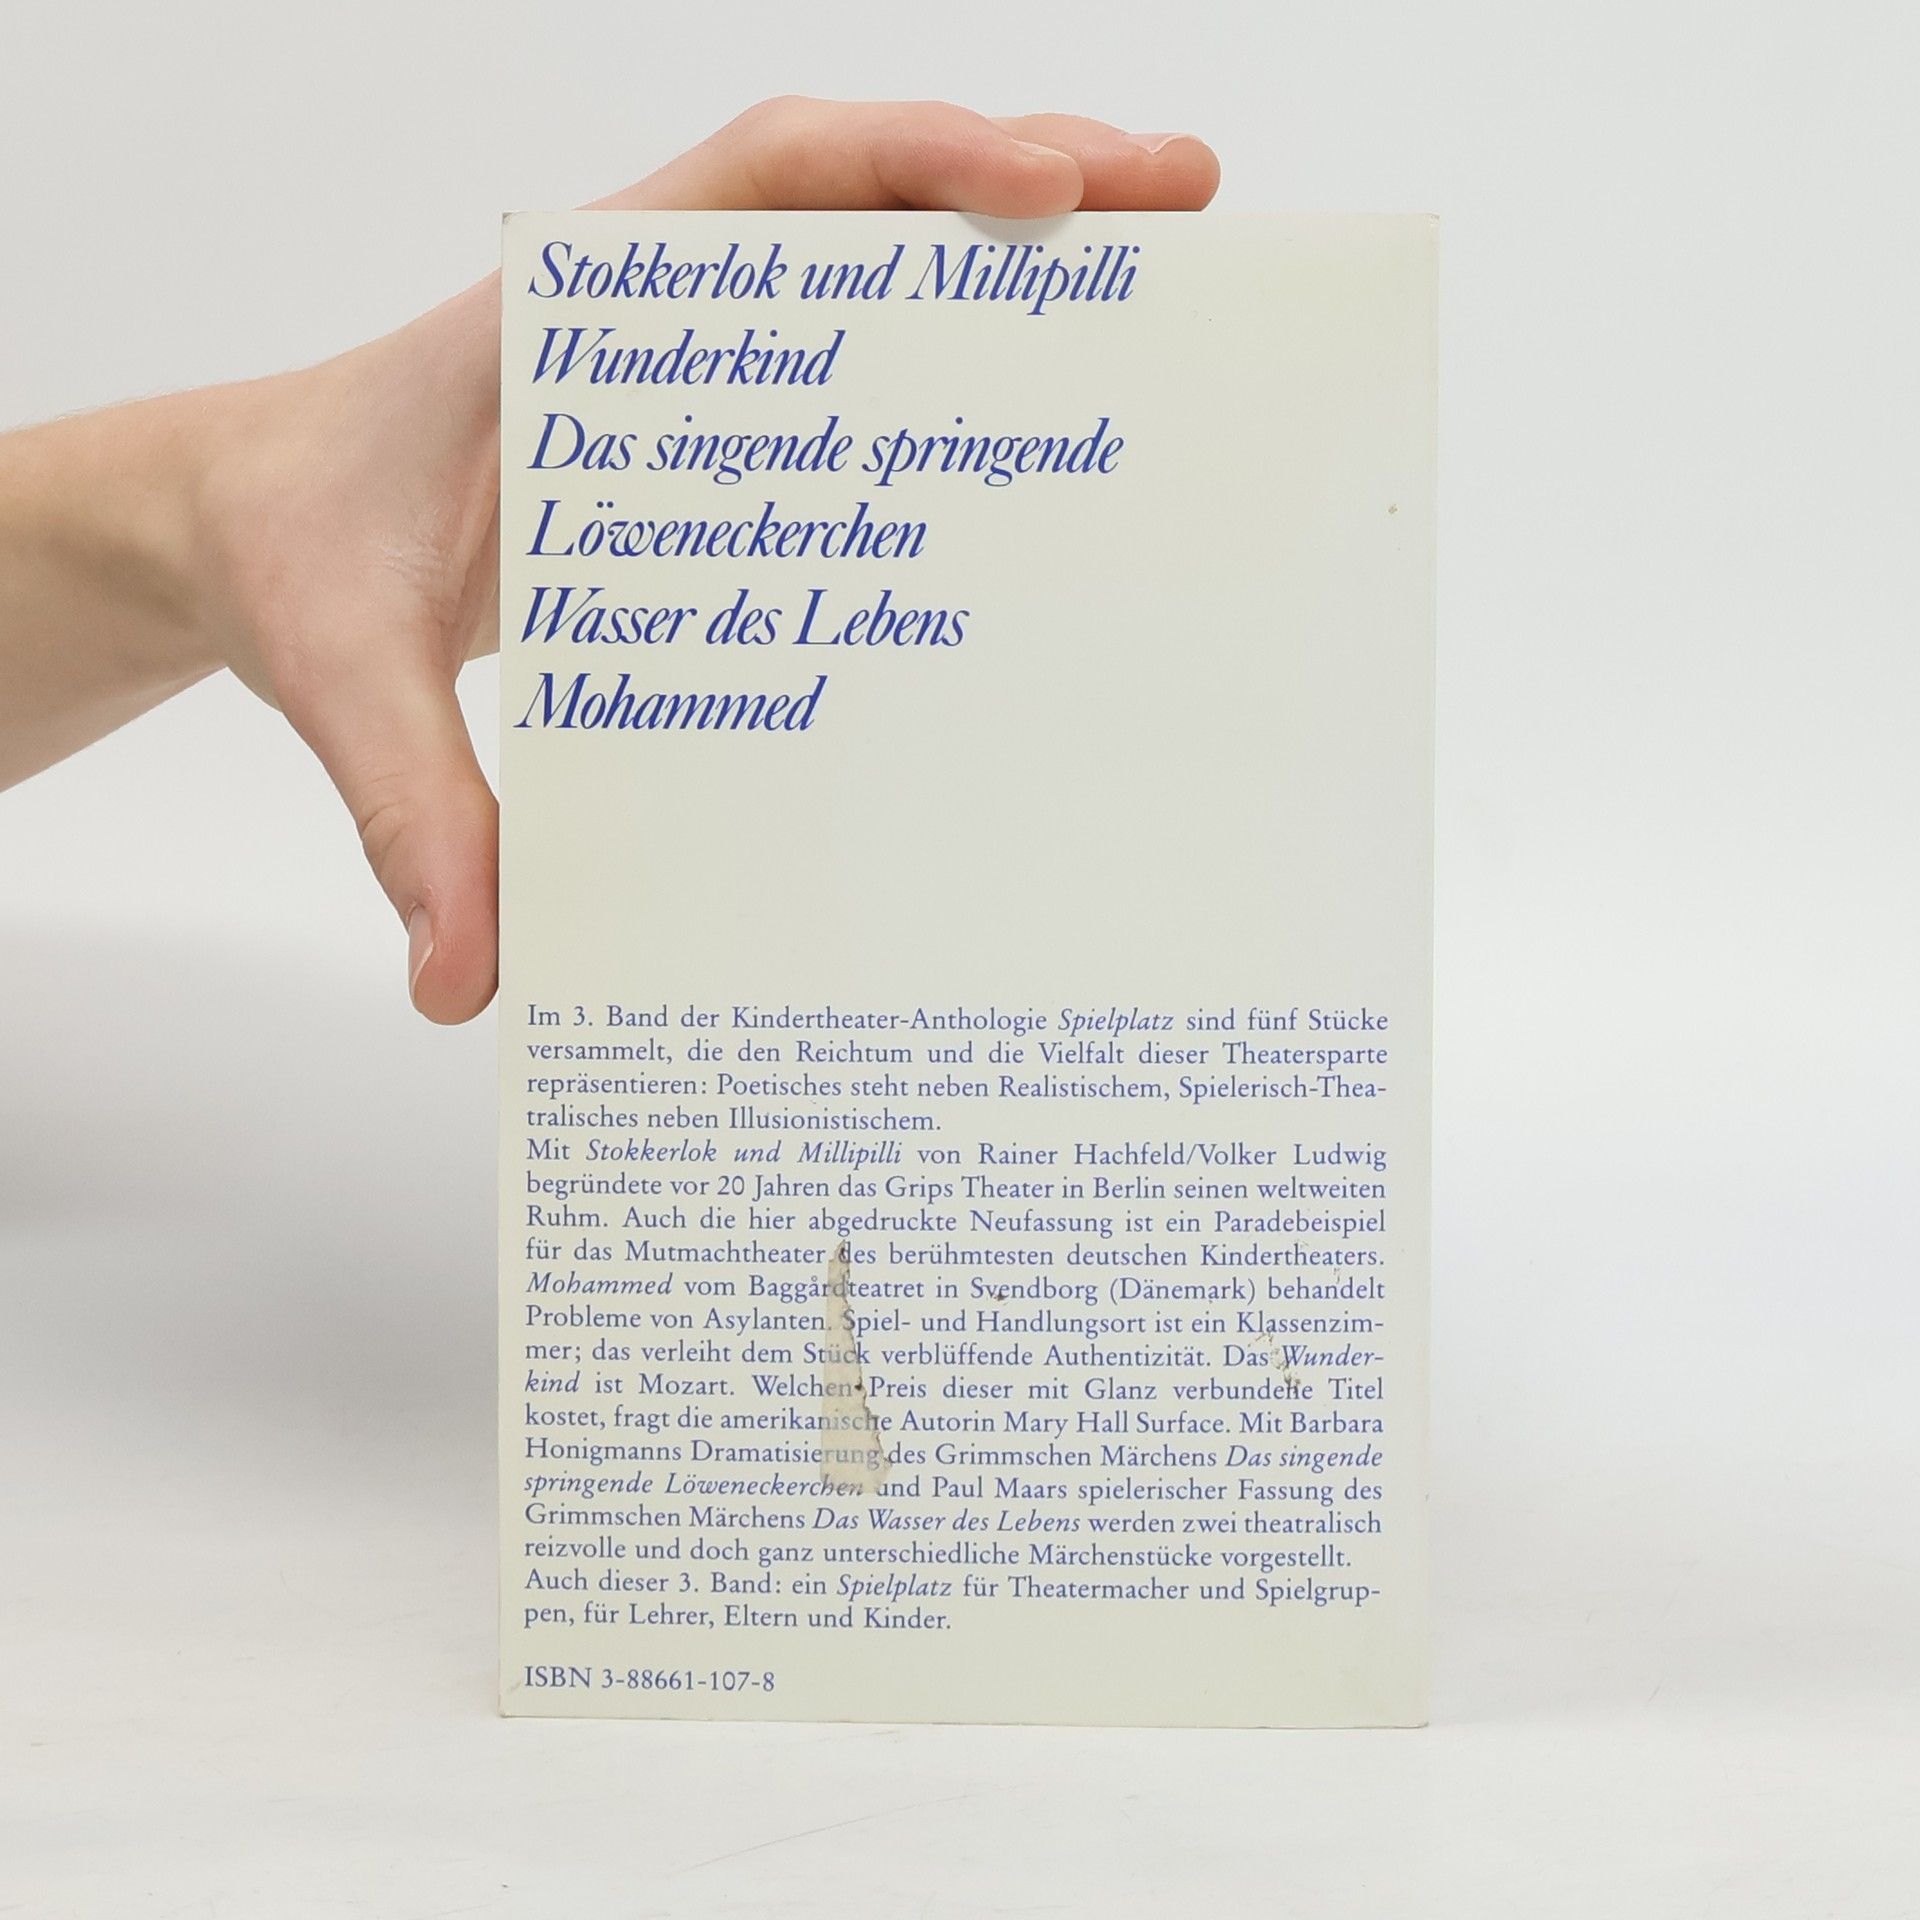 Stokkerlok und Millipilli
Wunderkind
Das singende springende
Löweneckerchen
Wasser des Lebens
Mohammed
Im 3. Band der Kindertheater-Anthologie Spielplatz sind fünf Stücke
versammelt, die den Reichtum und die Vielfalt dieser Theatersparte
repräsentieren: Poetisches steht neben Realistischem, Spielerisch-Thea-
tralisches neben Illusionistischem.
Mit Stokkerlok und Millipilli von Rainer Hachfeld/Volker Ludwig
begründete vor 20 Jahren das Grips Theater in Berlin seinen weltweiten
Ruhm. Auch die hier abgedruckte Neufassung ist ein Paradebeispiel
für das Mutmachtheater des berühmtesten deutschen Kindertheaters.
Mohammed vom Baggårdteatret in Svendborg (Dänemark) behandelt
Probleme von Asylanten. Spiel- und Handlungsort ist ein Klassenzim-
mer; das verleiht dem Stück verblüffende Authentizität. Das Wunder-
kind ist Mozart. Welchen Preis dieser mit Glanz verbundene Titel
kostet, fragt die amerikanische Autorin Mary Hall Surface. Mit Barbara
Honigmanns Dramatisierung des Grimmschen Märchens Das singende
springende Löweneckerchen und Paul Maars spielerischer Fassung des
Grimmschen Märchens Das Wasser des Lebens werden zwei theatralisch
reizvolle und doch ganz unterschiedliche Märchenstücke vorgestellt.
Auch dieser 3. Band: ein Spielplatz für Theatermacher und Spielgrup-
pen, für Lehrer, Eltern und Kinder.
ISBN 3-88661-107-8